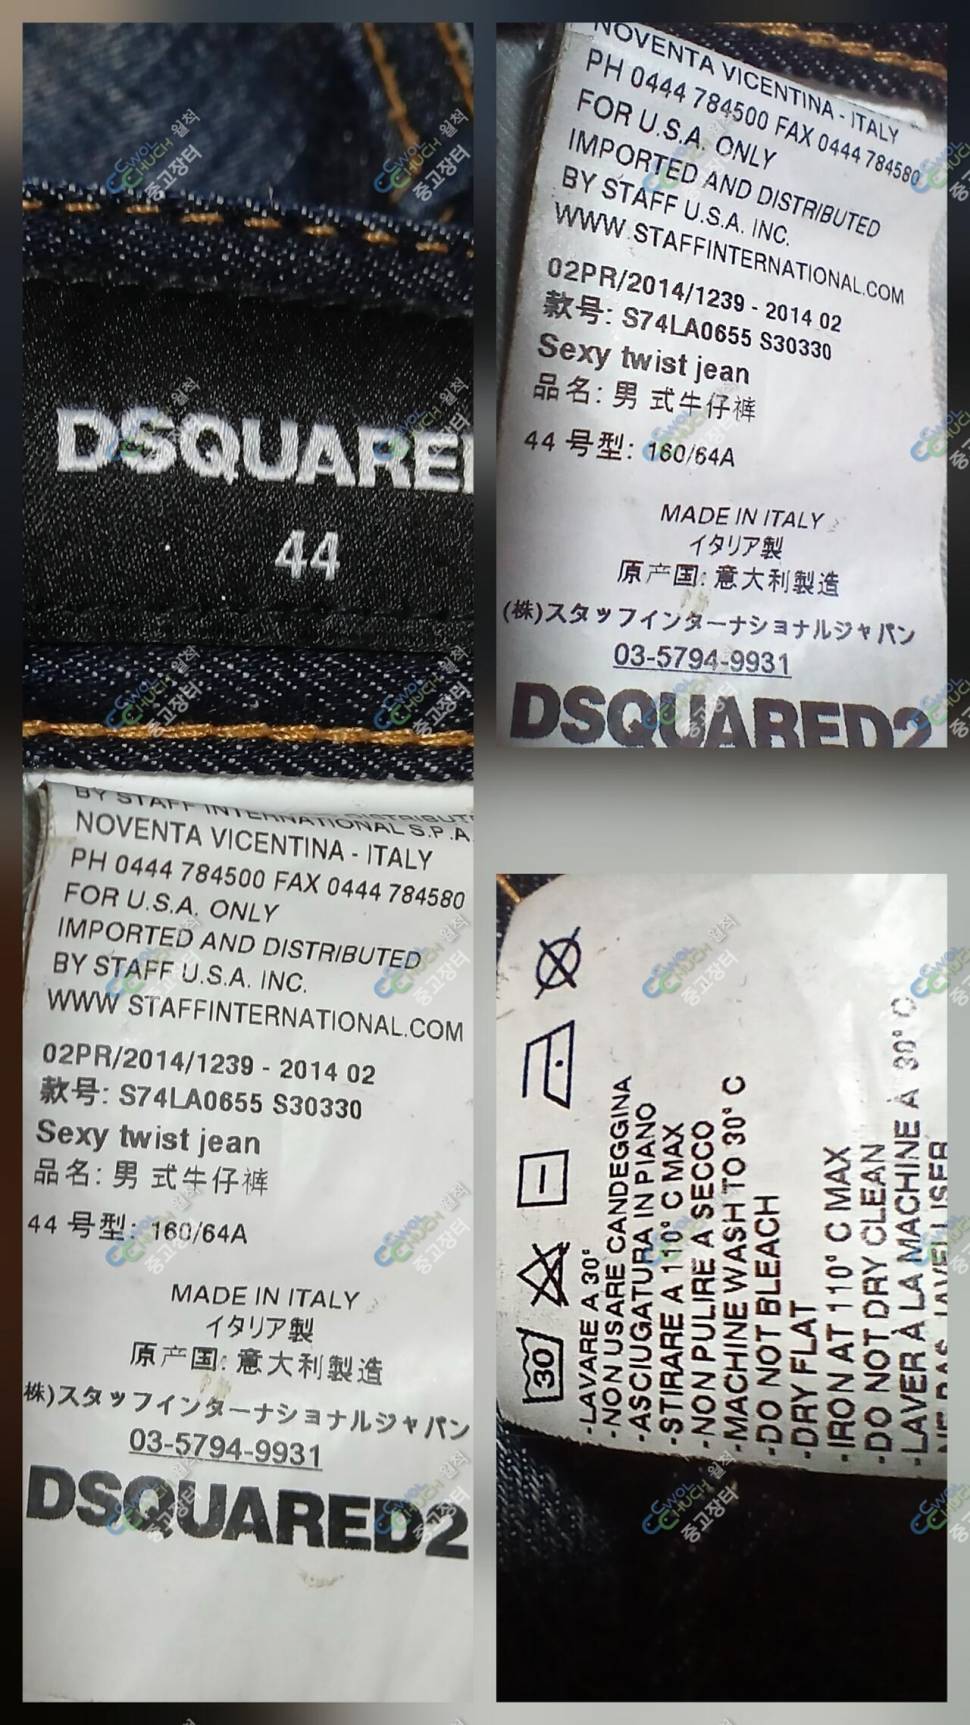 DSQUARE
44
BY STAFF INTERNATIONAL S.P.A
NOVENTA VICENTINA - ITALY
PH 0444 784500 FAX 0444 784580
FOR U.S.A. ONLY
IMPORTED AND DISTRIBUTED
BY STAFF U.S.A. INC.
WWW.STAFFINTERNATIONAL.COM
02PR/2014/1239 - 2014 02
款号: S74LA0655 S30330
Sexy twist jean
品名: 男 式牛仔裤
44 号型: 160/64A
MADE IN ITALY
イタリア製
原产国: 意大利製造
株)スタッフインターナショナルジャパン
03-5794-9931
DSQUARED2
NOVENTA VICENTINA - ITALY
PH 0444 784500 FAX 0444 784580
FOR U.S.A. ONLY
IMPORTED AND DISTRIBUTED
BY STAFF U.S.A. INC.
WWW.STAFFINTERNATIONAL.COM
02PR/2014/1239 - 2014 02
款号: S74LA0655 S30330
Sexy twist jean
品名: 男 式牛仔裤
44 号型: 160/64A
MADE IN ITALY
イタリア製
原产国: 意大利製造
(株)スタッフインターナショナルジャパン
03-5794-9931
DSQUARED2
30
-LAVARE A 30°
-NON USARE CANDEGGINA
-ASCIUGATURA IN PIANO
-STIRARE A 110° C MAX
-NON PULIRE A SECCO
-MACHINE WASH TO 30° C
-DO NOT BLEACH
-DRY FLAT
-IRON AT 110° C MAX
-DO NOT DRY CLEAN
-LAVER À LA MACHINE À 30° C
CWOL
CHUCH 월척
중고장터